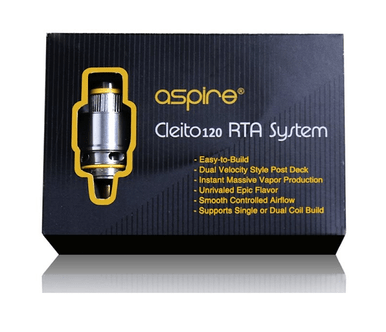 aspire®
Cleito120 RTA System
- Easy-to-Build
- Dual Velocity Style Post Deck
- Instant Massive Vapor Production
- Unrivaled Epic Flavor
- Smooth Controlled Airflow
- Supports Single or Dual Coil Build